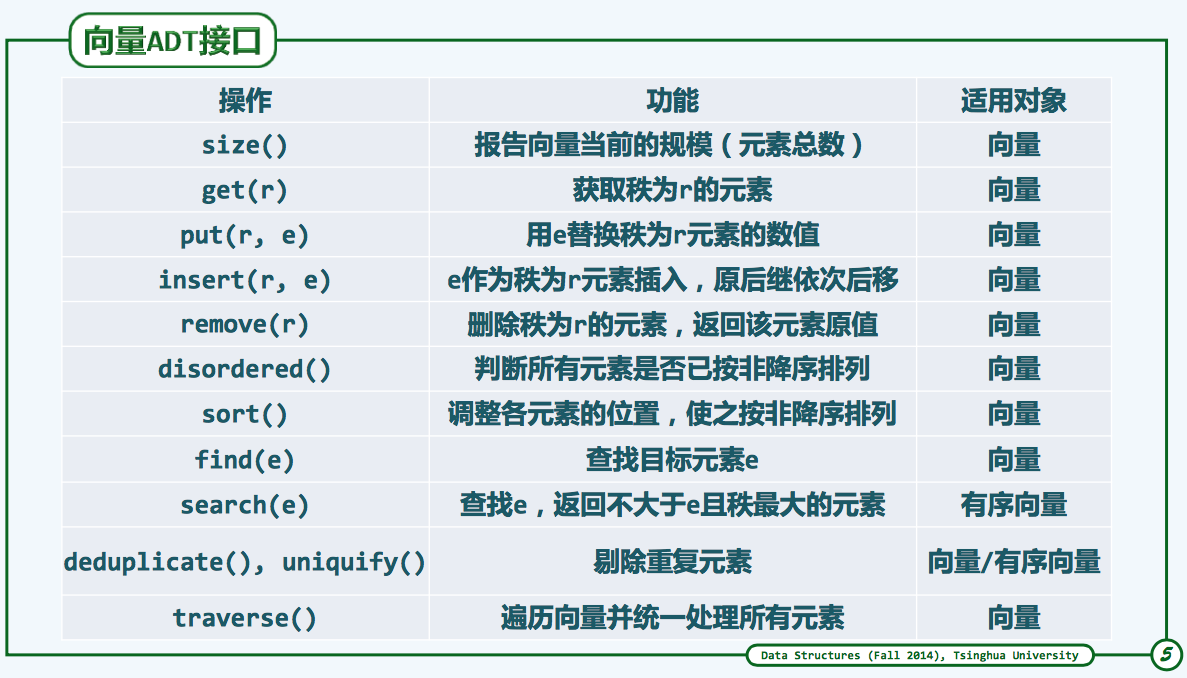 向量ADT接口
操作 功能 适用对象
size() 报告向量当前的规模（元素总数） 向量
get(r) 获取秩为r的元素 向量
put(r, e) 用e替换秩为r元素的数值 向量
insert(r, e) e作为秩为r元素插入，原后继依次后移 向量
remove(r) 删除秩为r的元素，返回该元素原值 向量
disordered() 判断所有元素是否已按非降序排列 向量
sort() 调整各元素的位置，使之按非降序排列 向量
find(e) 查找目标元素e 向量
search(e) 查找e，返回不大于e且秩最大的元素 有序向量
deduplicate(), uniquify() 剔除重复元素 向量/有序向量
traverse() 遍历向量并统一处理所有元素 向量
Data Structures (Fall 2014), Tsinghua University
5